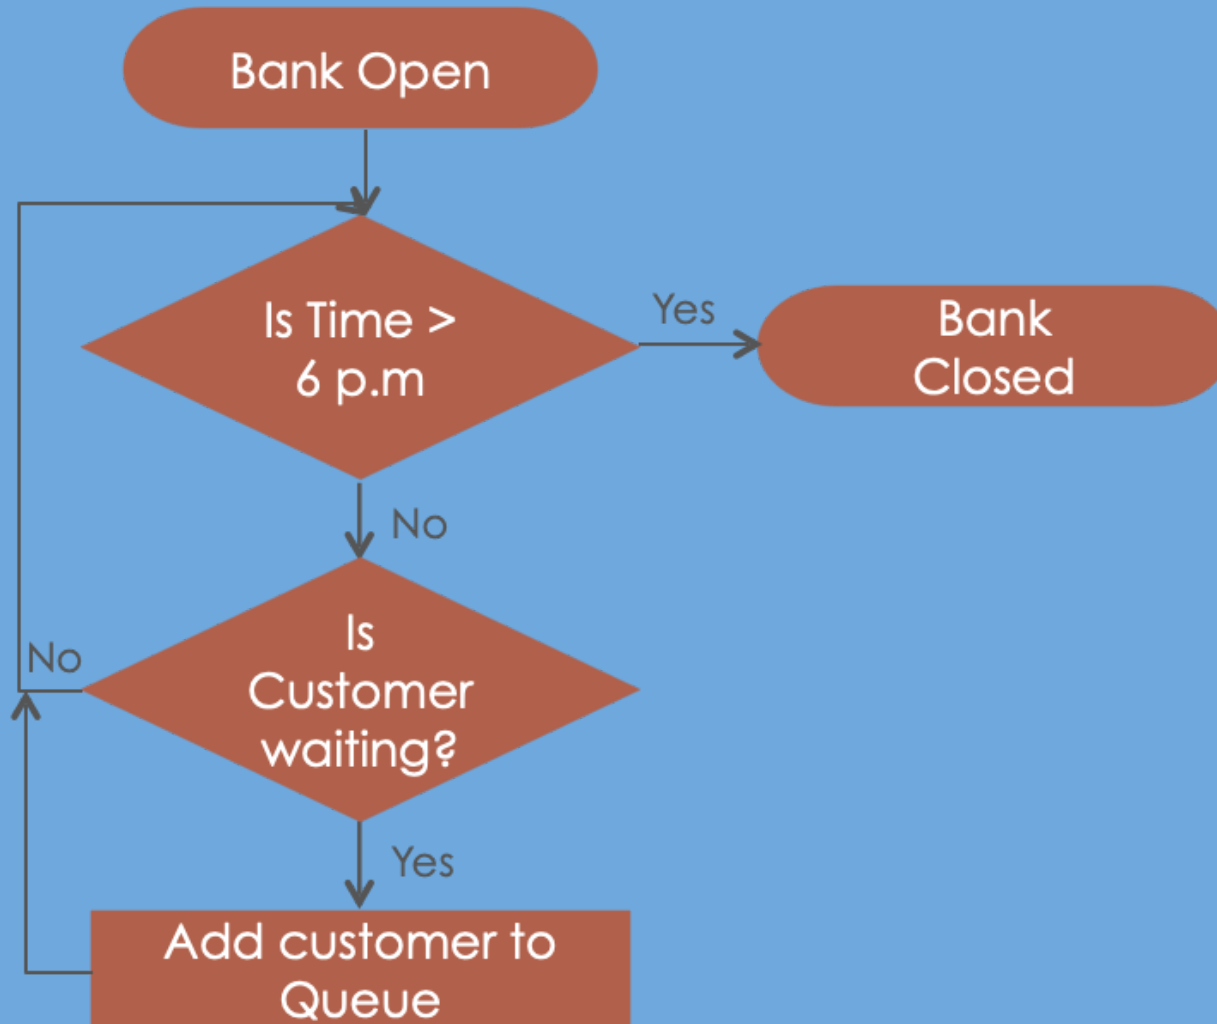 Bank Open
Is Time >
6 p.m
Yes
Bank
Closed
No
Is
Customer
waiting?
No
Yes
Add customer to
Queue